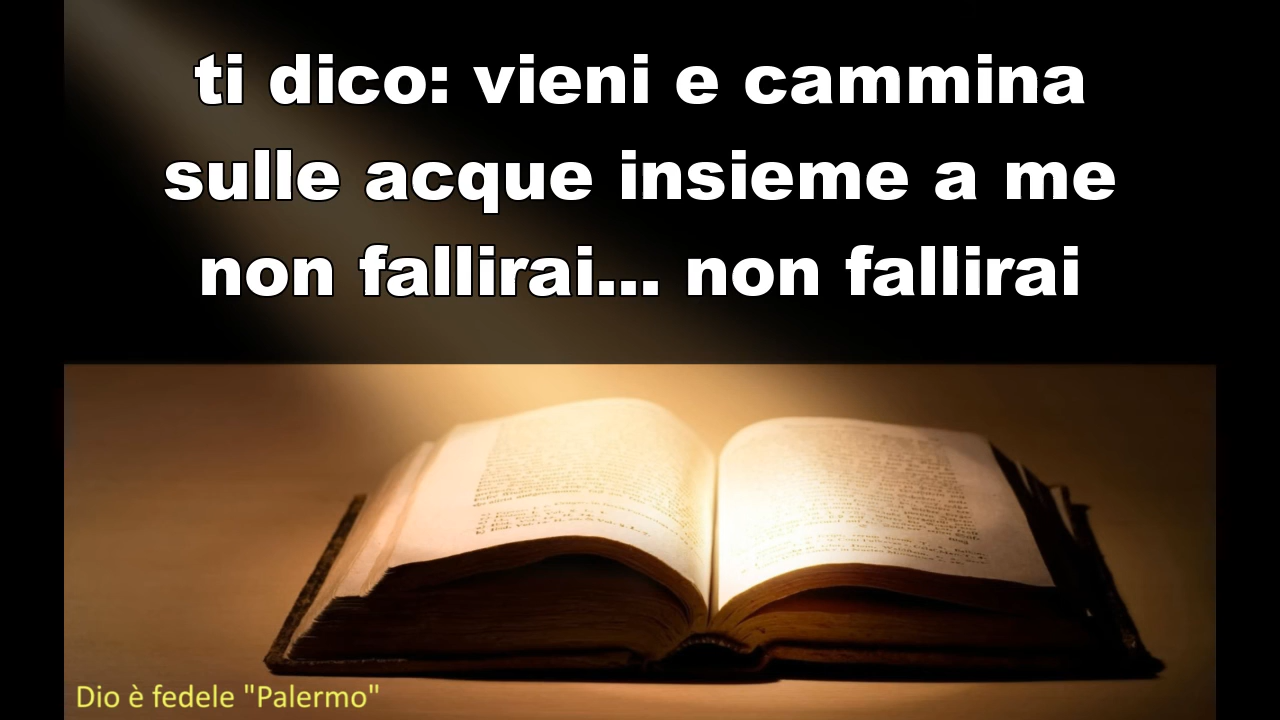 ti dico: vieni e cammina
sulle acque insieme a me
non fallirai... non fallirai
Dio è fedele "Palermo"